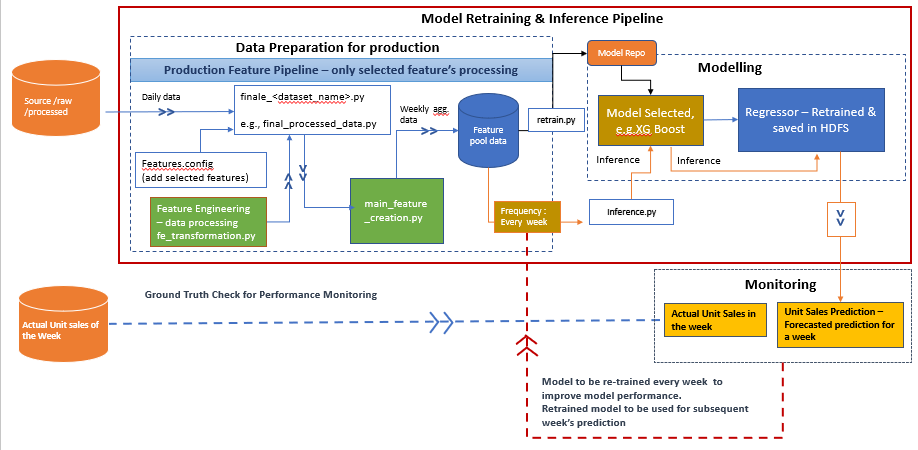 Model Retraining & Inference Pipeline
Data Preparation for production
Production Feature Pipeline – only selected feature's processing
Source /raw
/processed
Daily data
finale_<dataset_name>.py
e.g., final_processed_data.py
Features.config
(add selected features)
Feature Engineering
– data processing
fe_transformation.py
main_feature
_creation.py
Weekly agg.
data
Feature
pool data
retrain.py
Frequency :
Every week
Model Repo
Modelling
Model Selected,
e.g.XG Boost
Regressor – Retrained &
saved in HDFS
Inference
Inference
Inference.py
Actual Unit sales of
the Week
Ground Truth Check for Performance Monitoring
Monitoring
Actual Unit Sales in
the week
Unit Sales Prediction –
Forecasted prediction for
a week
Model to be re-trained every week to
improve model performance.
Retrained model to be used for subsequent
week's prediction